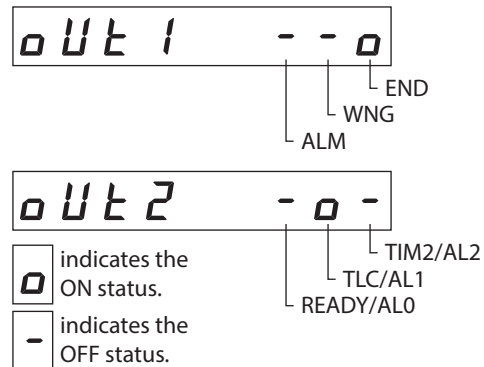 oUt1 --o
END
WNG
ALM
oUt2 -o-
TIM2/AL2
TLC/AL1
READY/AL0
o indicates the
ON status.
- indicates the
OFF status.